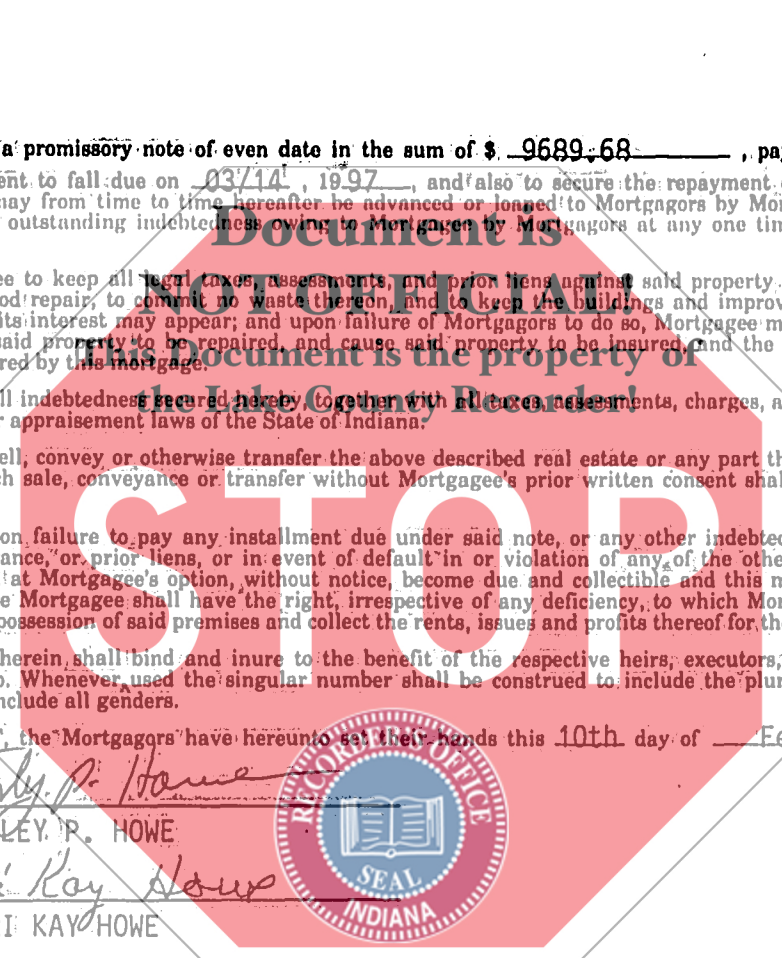 a promissory note of even date in the sum of $ 9689.68 , pa
ent to fall due on 03/14 , 1997 , and also to secure the repayment
may from time to time hereafter be advanced or loaned to Mortgagors by Mo
outstanding indebtedness owing to Mortgagee by Mortgagors at any one tim
Document is
ee to keep all legal taxes, assessments, and prior liens against said property
NOT OFFICIAL!
od repair, to commit no waste thereon, and to keep the buildings and improv
its interest may appear; and upon failure of Mortgagors to do so, Mortgagee m
said property to be repaired, and cause said property to be insured, and the
This Document is the property of
red by this mortgage.
ll indebtedness secured hereby, together with all taxes, assessments, charges, a
the Lake County Recorder!
r appraisement laws of the State of Indiana.
ell, convey or otherwise transfer the above described real estate or any part th
ch sale, conveyance or transfer without Mortgagee's prior written consent shal
STOP
on failure to pay any installment due under said note, or any other indebted
ance, or prior liens, or in event of default in or violation of any of the othe
at Mortgagee's option, without notice, become due and collectible and this m
e Mortgagee shall have the right, irrespective of any deficiency, to which Mor
possession of said premises and collect the rents, issues and profits thereof for th
herein shall bind and inure to the benefit of the respective heirs, executors,
o. Whenever used the singular number shall be construed to include the plur
nclude all genders.
, the Mortgagors have hereunto set their hands this 10th day of Fe
ly P. Howe
LEY P. HOWE
i Kay Howe
I KAY HOWE
RECORDER'S OFFICE
SEAL
INDIANA